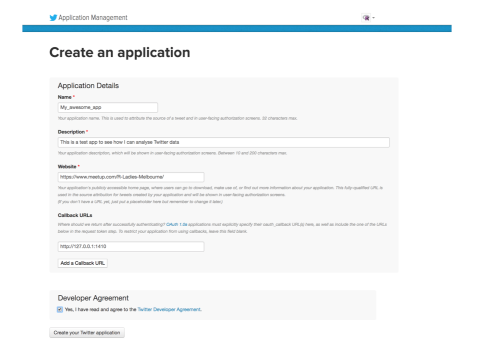 Application Management
Create an application
Application Details
Name *
My_awesome_app
Your application name. This is used to attribute the source of a tweet and in user-facing authorization screens. 32 characters max.
Description *
This is a test app to see how I can analyse Twitter data
Your application description, which will be shown in user-facing authorization screens. Between 10 and 200 characters max.
Website *
https://www.meetup.com/R-Ladies-Melbourne/
Your application's publicly accessible home page, where users can go to download, make use of, or find out more information about your application. This fully-qualified URL is
used in the source attribution for tweets created by your application and will be shown in user-facing authorization screens.
(If you don't have a URL yet, just put a placeholder here but remember to change it later.)
Callback URLs
Where should we return after successfully authenticating? OAuth 1.0a applications must explicitly specify their oauth_callback URL(s) here, as well as include the one of the URLs
below in the request token step. To restrict your application from using callbacks, leave this field blank.
http://127.0.0.1:1410
Add a Callback URL
Developer Agreement
Yes, I have read and agree to the Twitter Developer Agreement.
Create your Twitter application